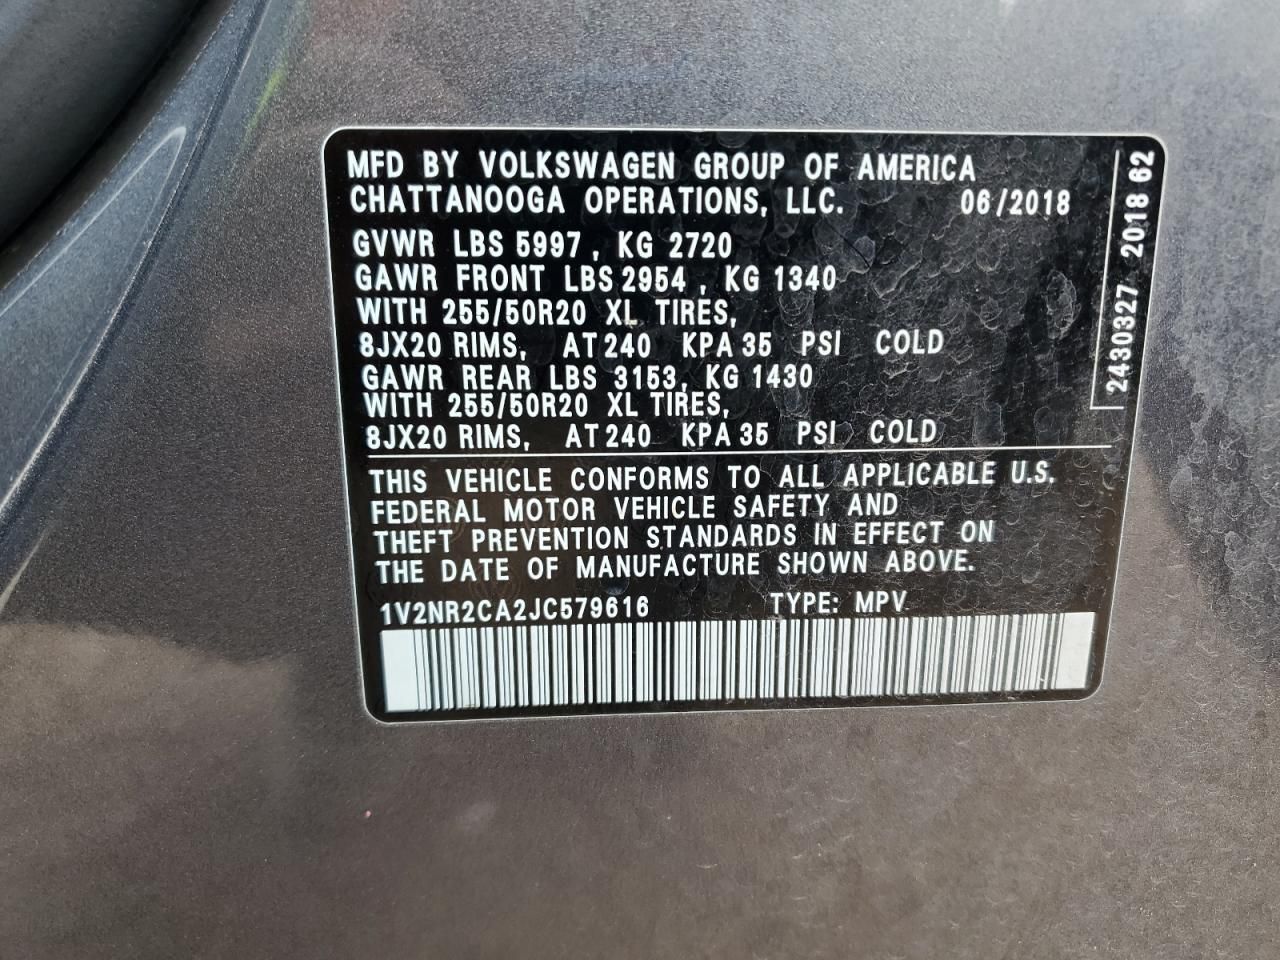 MFD BY VOLKSWAGEN GROUP OF AMERICA
CHATTANOOGA OPERATIONS, LLC. 06/2018
GVWR LBS 5997, KG 2720
GAWR FRONT LBS 2954, KG 1340
WITH 255/50R20 XL TIRES,
8JX20 RIMS, AT 240 KPA 35 PSI COLD
GAWR REAR LBS 3153, KG 1430
WITH 255/50R20 XL TIRES,
8JX20 RIMS, AT 240 KPA 35 PSI COLD
THIS VEHICLE CONFORMS TO ALL APPLICABLE U.S.
FEDERAL MOTOR VEHICLE SAFETY AND
THEFT PREVENTION STANDARDS IN EFFECT ON
THE DATE OF MANUFACTURE SHOWN ABOVE.
1V2NR2CA2JC579616 TYPE: MPV
2430327 2018 62